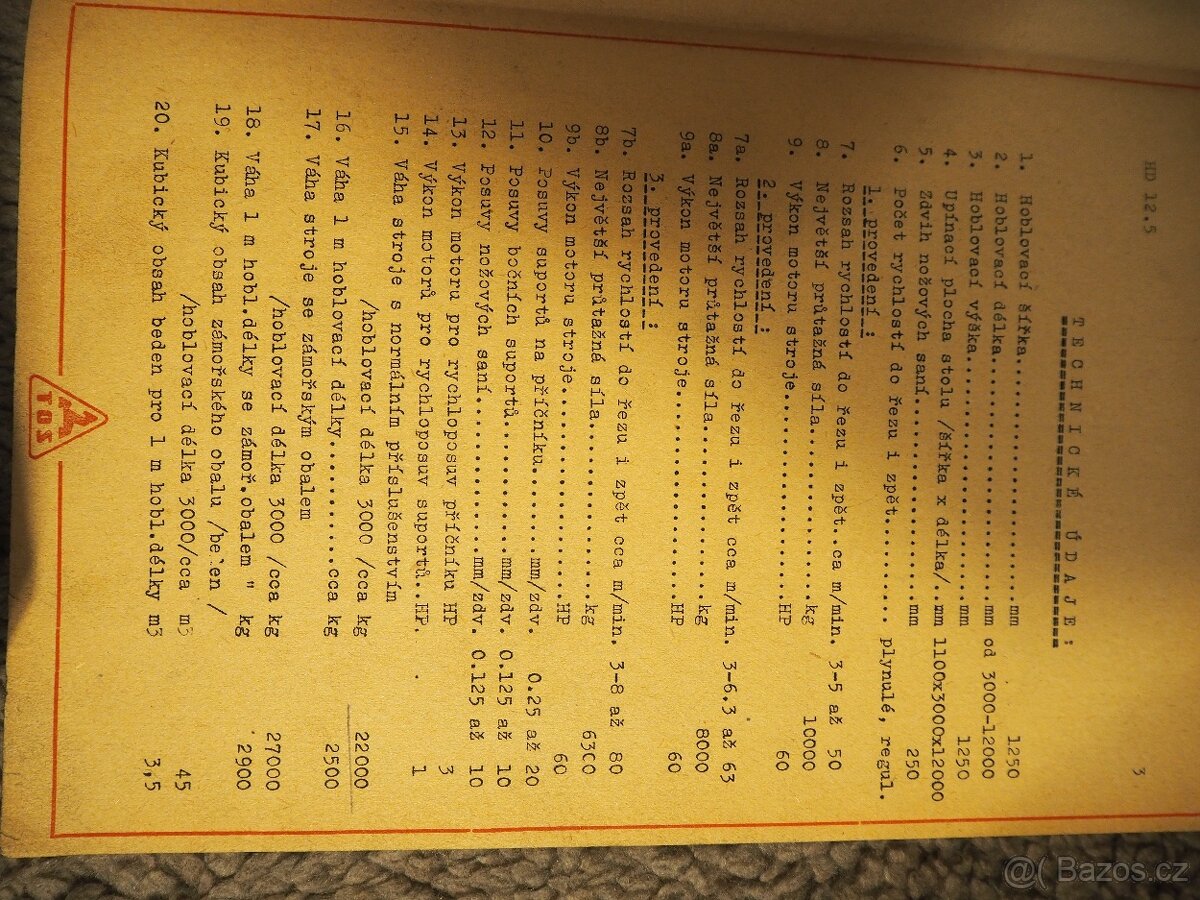 HD 12.5
3
TECHNICKÉ ÚDAJE:
1. Hoblovací šířka..............................mm 1250
2. Hoblovací délka..............................mm od 3000-12000
3. Hoblovací výška..............................mm 1250
4. Upínací plocha stolu /šířka x délka/..mm 1100x3000x12000
5. Zdvih nožových saní..................mm 250
6. Počet rychlostí do řezu i zpět........... plynulé, regul.
1. provedení :
7. Rozsah rychlostí do řezu i zpět..ca m/min. 3-5 až 50
8. Největší průtažná síla....................kg 10000
9. Výkon motoru stroje.......................HP 60
2. provedení :
7a. Rozsah rychlostí do řezu i zpět cca m/min. 3-6.3 až 63
8a. Největší průtažná síla...................kg 8000
9a. Výkon motoru stroje......................HP 60
3. provedení :
7b. Rozsah rychlostí do řezu i zpět cca m/min. 3-8 až 80
8b. Největší průtažná síla...................kg 6300
9b. Výkon motoru stroje......................HP 60
10. Posuvy suportů na příčníku........mm/zdv. 0.25 až 20
11. Posuvy bočních suportů............mm/zdv. 0.125 až 10
12. Posuvy nožových saní..............mm/zdv. 0.125 až 10
13. Výkon motoru pro rychloposuv příčníku HP 3
14. Výkon motorů pro rychloposuv suportů..HP. . 1
15. Váha stroje s normálním příslušenstvím
/hoblovací délka 3000 /cca kg 22000
16. Váha 1 m hoblovací délky..........cca kg 2500
17. Váha stroje se zámořským obalem
/hoblovací délka 3000 /cca kg 27000
18. Váha 1 m hobl.délky se zámoř.obalem " kg 2900
19. Kubický obsah zámořského obalu /be en /
/hoblovací délka 3000/cca m3 45
20. Kubický obsah beden pro 1 m hobl.délky m3 3,5
TOS
@ Bazos.cz